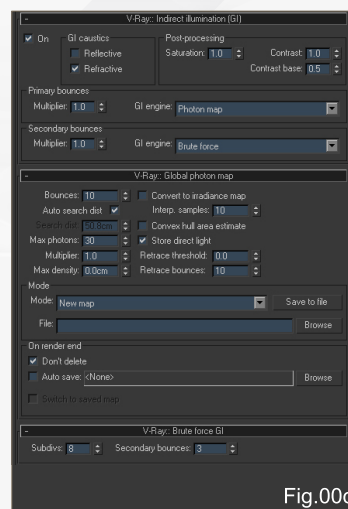 - V-Ray:: Indirect illumination (GI)
On
GI caustics
Reflective
Refractive
Post-processing
Saturation: 1.0 Contrast: 1.0
Contrast base: 0.5
Primary bounces
Multiplier: 1.0 GI engine: Photon map
Secondary bounces
Multiplier: 1.0 GI engine: Brute force
- V-Ray:: Global photon map
Bounces: 10 Convert to irradiance map
Auto search dist Interp. samples: 10
Search dist: 50.8cm Convex hull area estimate
Max photons: 30 Store direct light
Multiplier: 1.0 Retrace threshold: 0.0
Max density: 0.0cm Retrace bounces: 10
Mode
Mode: New map Save to file
File: Browse
On render end
Don't delete
Auto save: <None> Browse
Switch to saved map
- V-Ray:: Brute force GI
Subdivs: 8 Secondary bounces: 3
Fig.00c